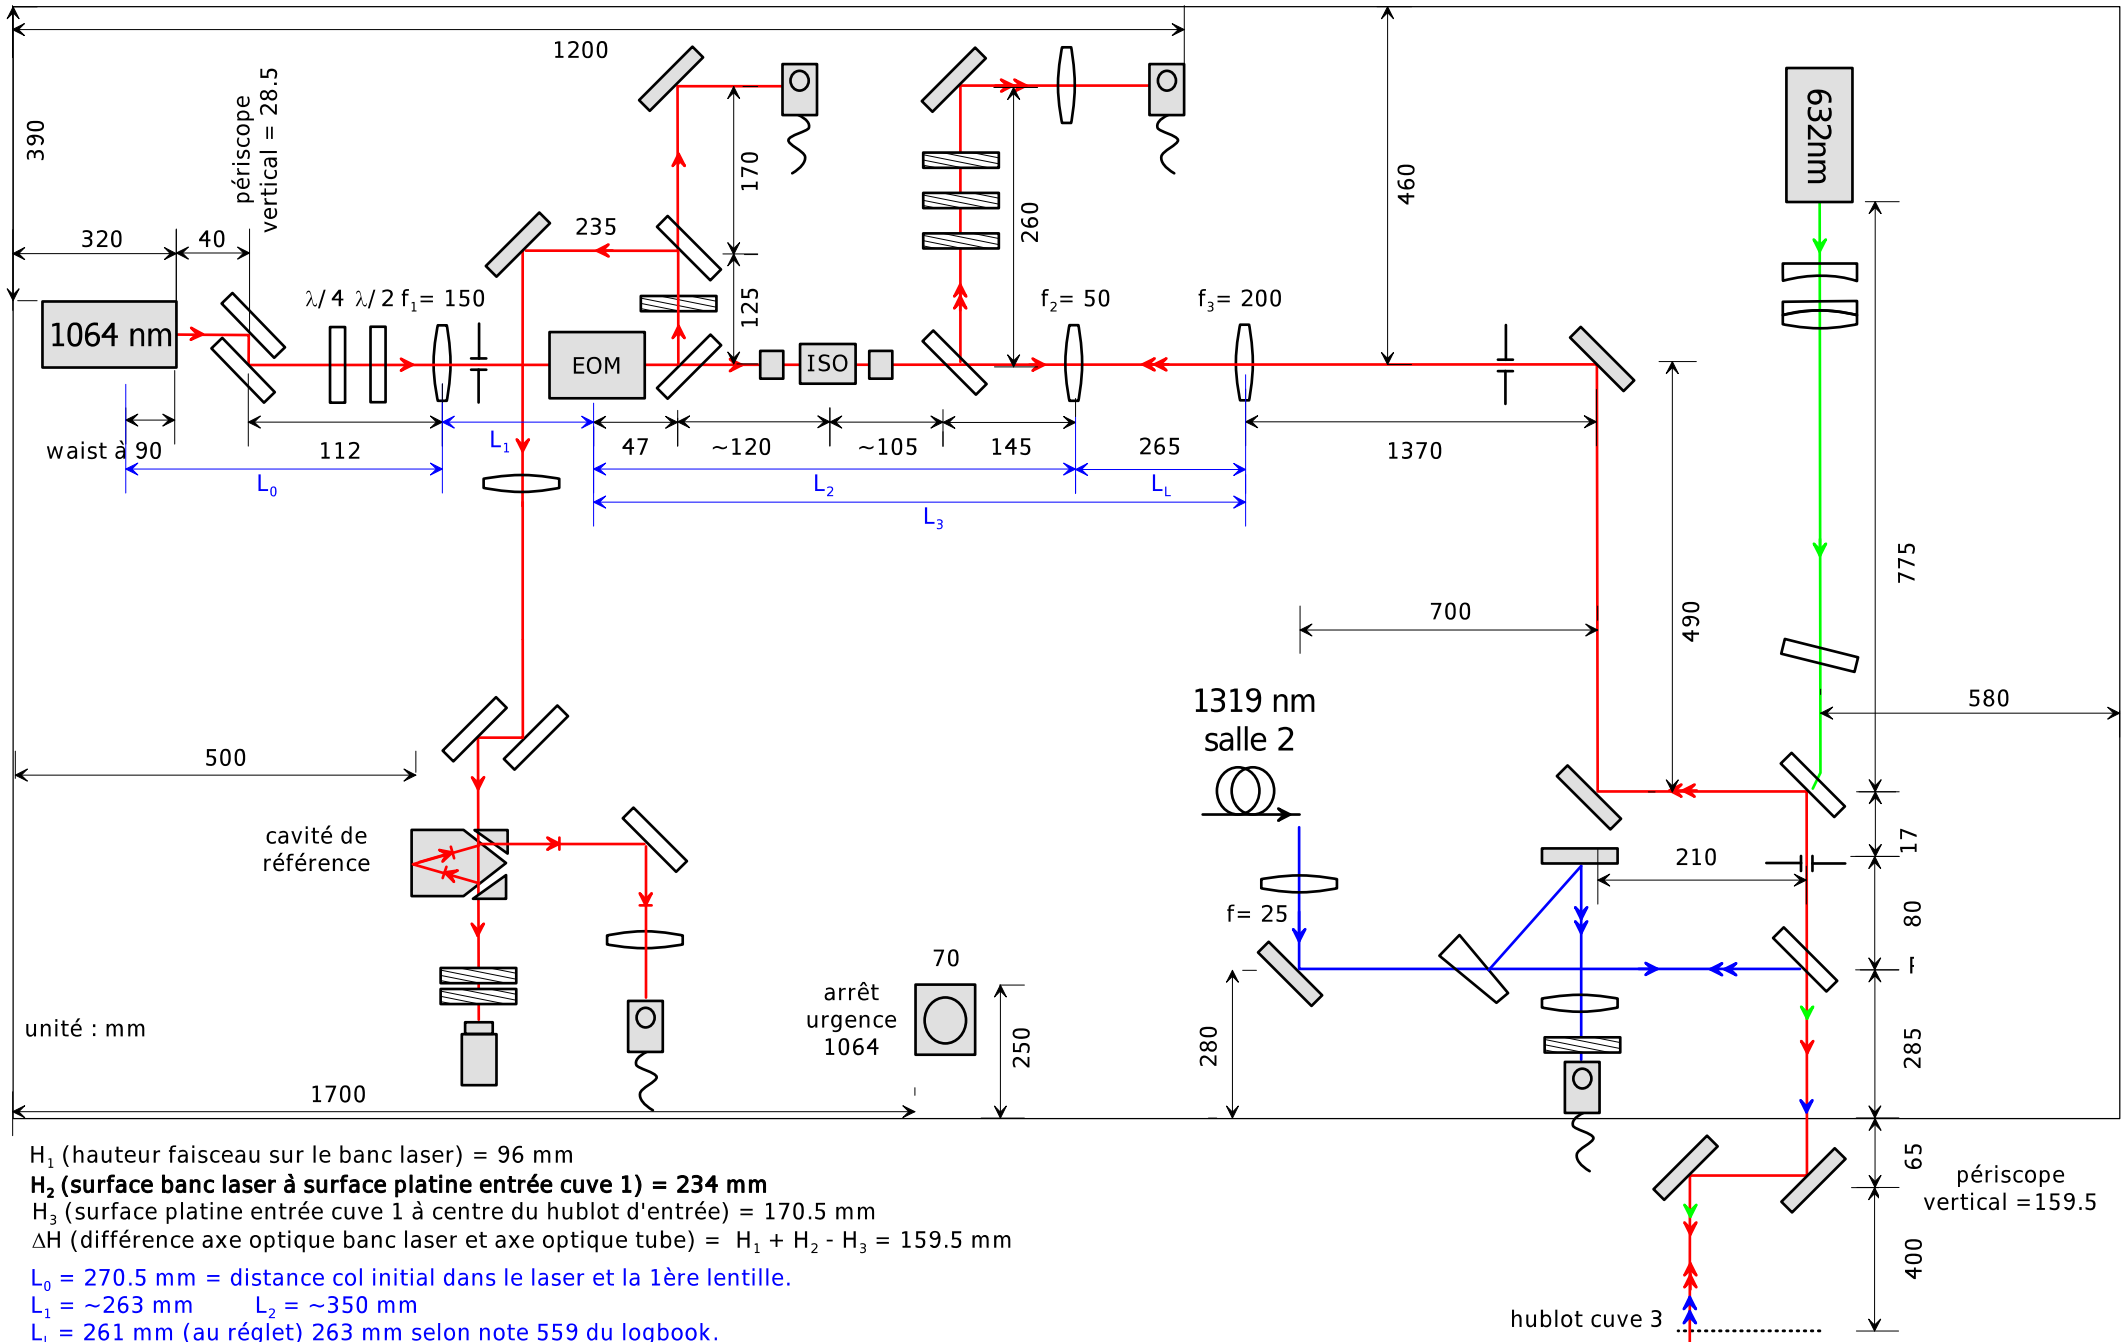 1200
390
périscope
vertical = 28.5
320
40
170
235
125
260
460
632nm
λ/4 λ/2 f1= 150
f2= 50
f3= 200
1064 nm
EOM
ISO
waist à 90
112
L1
47
~120
~105
145
265
1370
L0
L2
LL
L3
775
700
490
580
1319 nm
salle 2
500
cavité de
référence
210
17
80
f= 25
70
arrêt
urgence
1064
250
280
285
unité : mm
1700
65
périscope
vertical =159.5
400
hublot cuve 3
H1 (hauteur faisceau sur le banc laser) = 96 mm
H2 (surface banc laser à surface platine entrée cuve 1) = 234 mm
H3 (surface platine entrée cuve 1 à centre du hublot d'entrée) = 170.5 mm
ΔH (différence axe optique banc laser et axe optique tube) = H1 + H2 - H3 = 159.5 mm
L0 = 270.5 mm = distance col initial dans le laser et la 1ère lentille.
L1 = ~263 mm L2 = ~350 mm
LL = 261 mm (au réglet) 263 mm selon note 559 du logbook.